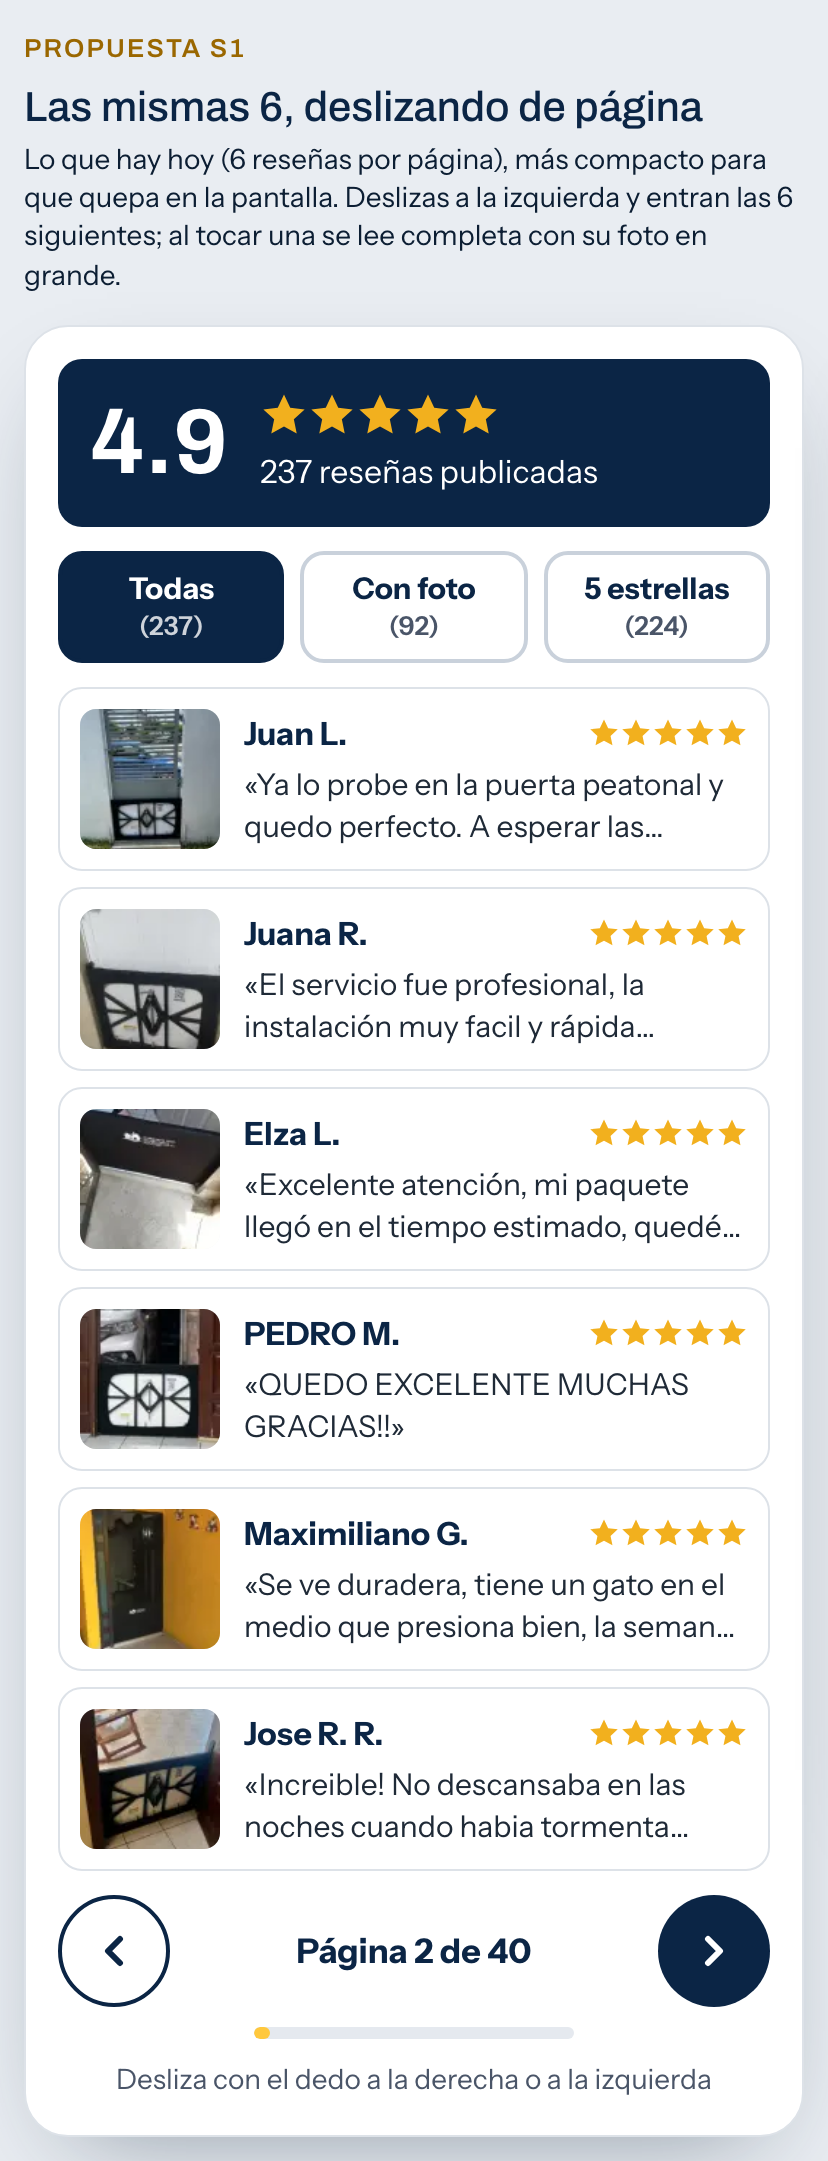 PROPUESTA S1
Las mismas 6, deslizando de página
Lo que hay hoy (6 reseñas por página), más compacto para
que quepa en la pantalla. Deslizas a la izquierda y entran las 6
siguientes; al tocar una se lee completa con su foto en
grande.
4.9
237 reseñas publicadas
Todas
(237)
Con foto
(92)
5 estrellas
(224)
Juan L.
«Ya lo probe en la puerta peatonal y
quedo perfecto. A esperar las...
Juana R.
«El servicio fue profesional, la
instalación muy facil y rápida...
Elza L.
«Excelente atención, mi paquete
llegó en el tiempo estimado, quedé...
PEDRO M.
«QUEDO EXCELENTE MUCHAS
GRACIAS!!»
Maximiliano G.
«Se ve duradera, tiene un gato en el
medio que presiona bien, la seman...
Jose R. R.
«Increible! No descansaba en las
noches cuando habia tormenta...
Página 2 de 40
Desliza con el dedo a la derecha o a la izquierda